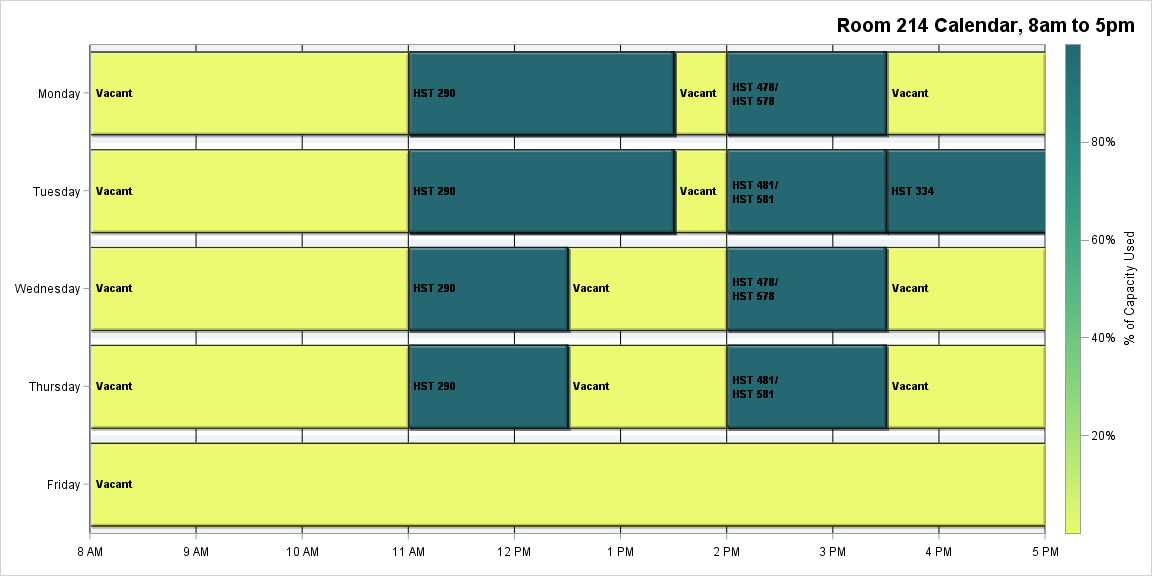 Room 214 Calendar, 8am to 5pm
Monday
Vacant
HST 290
Vacant
HST 478/
HST 578
Vacant
Tuesday
Vacant
HST 290
Vacant
HST 481/
HST 581
HST 334
Wednesday
Vacant
HST 290
Vacant
HST 478/
HST 578
Vacant
Thursday
Vacant
HST 290
Vacant
HST 481/
HST 581
Vacant
Friday
Vacant
8 AM
9 AM
10 AM
11 AM
12 PM
1 PM
2 PM
3 PM
4 PM
5 PM
80%
60%
40%
20%
% of Capacity Used